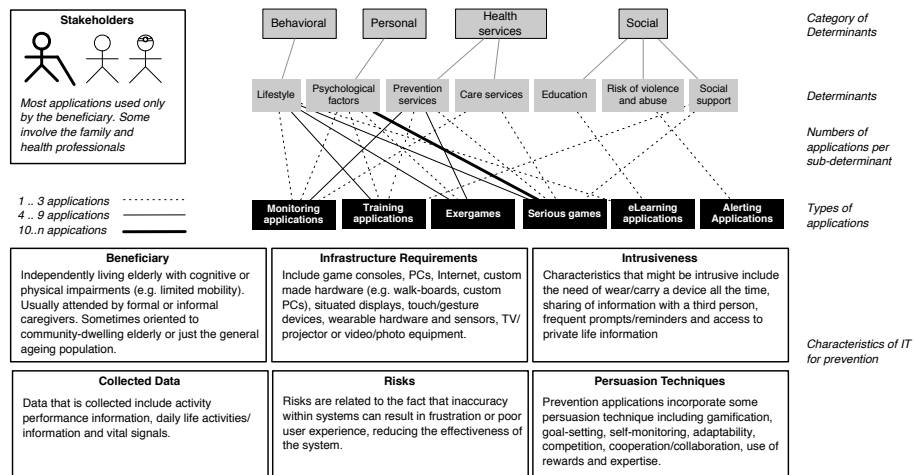 Stakeholders
Most applications used only
by the beneficiary. Some
involve the family and
health professionals
Behavioral
Personal
Health
services
Social
Category of
Determinants
Lifestyle
Psychological
factors
Prevention
services
Care services
Education
Risk of violence
and abuse
Social
support
Determinants
Numbers of
applications per
sub-determinant
1 .. 3 applications
4 .. 9 applications
10..n appications
Monitoring
applications
Training
applications
Exergames
Serious games
eLearning
applications
Alerting
Applications
Types of
applications
Beneficiary
Independently living elderly with cognitive or
physical impairments (e.g. limited mobility).
Usually attended by formal or informal
caregivers. Sometimes oriented to
community-dwelling elderly or just the general
ageing population.
Infrastructure Requirements
Include game consoles, PCs, Internet, custom
made hardware (e.g. walk-boards, custom
PCs), situated displays, touch/gesture
devices, wearable hardware and sensors, TV/
projector or video/photo equipment.
Intrusiveness
Characteristics that might be intrusive include
the need of wear/carry a device all the time,
sharing of information with a third person,
frequent prompts/reminders and access to
private life information
Characteristics of IT
for prevention
Collected Data
Data that is collected include activity
performance information, daily life activities/
information and vital signals.
Risks
Risks are related to the fact that inaccuracy
within systems can result in frustration or poor
user experience, reducing the effectiveness of
the system.
Persuasion Techniques
Prevention applications incorporate some
persuasion technique including gamification,
goal-setting, self-monitoring, adaptability,
competition, cooperation/collaboration, use of
rewards and expertise.